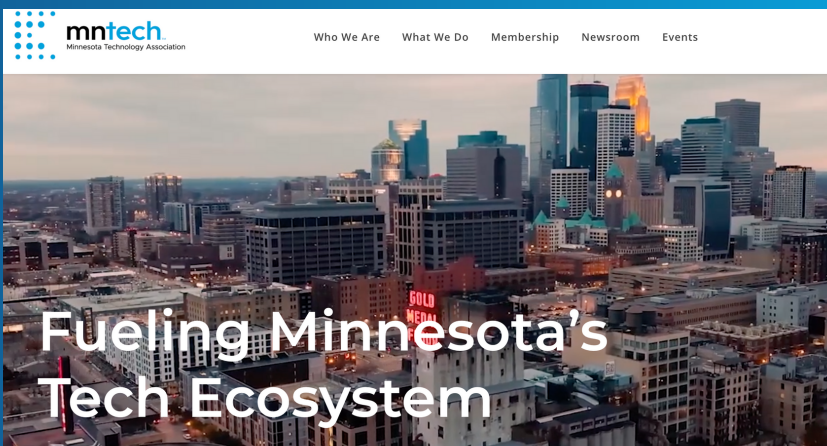 mntech
Minnesota Technology Association
Who We Are What We Do Membership Newsroom Events
GOLD
MEDAL
Fueling Minnesota's
Tech Ecosystem